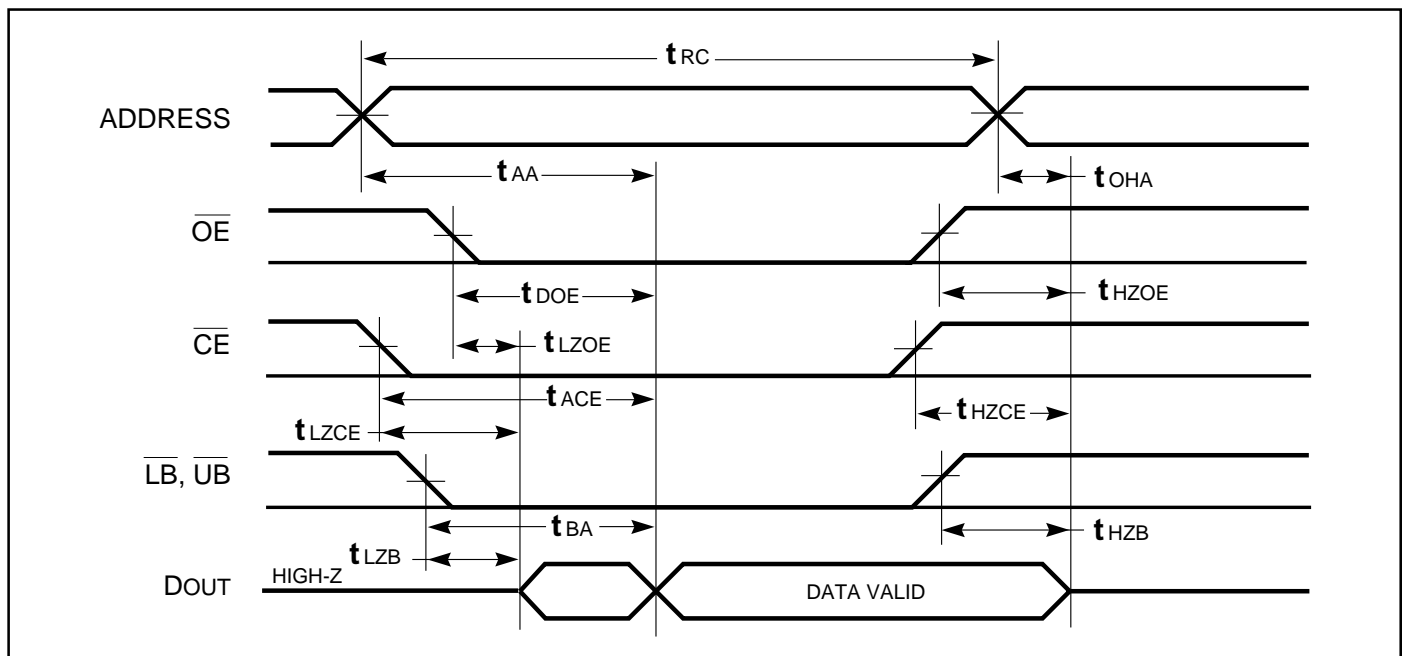 tRC
ADDRESS
tAA
tOHA
OE
tDOE
tHZOE
CE
tLZOE
tACE
tHZCE
tLZCE
LB, UB
tBA
tHZB
tLZB
DOUT
HIGH-Z
DATA VALID